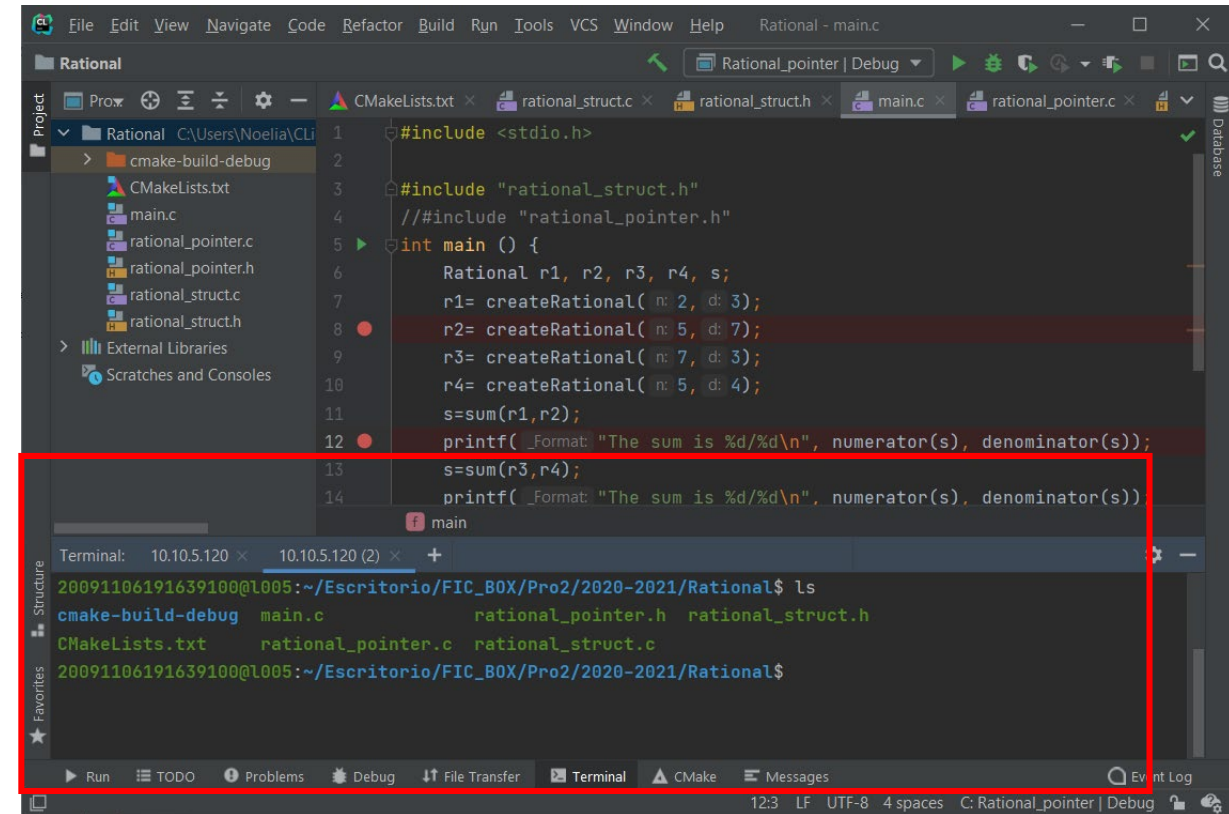 File Edit View Navigate Code Refactor Build Run Tools VCS Window Help Rational - main.c
Rational
Rational_pointer | Debug
Project
CMakeLists.txt rational_struct.c rational_struct.h main.c rational_pointer.c
Database
Rational C:\Users\Noelia\CLi
cmake-build-debug
CMakeLists.txt
main.c
rational_pointer.c
rational_pointer.h
rational_struct.c
rational_struct.h
External Libraries
Scratches and Consoles
1 #include <stdio.h>
2
3 #include "rational_struct.h"
4 //#include "rational_pointer.h"
5 int main () {
6 Rational r1, r2, r3, r4, s;
7 r1= createRational( n: 2, d: 3);
8 r2= createRational( n: 5, d: 7);
9 r3= createRational( n: 7, d: 3);
10 r4= createRational( n: 5, d: 4);
11 s=sum(r1,r2);
12 printf( _Format: "The sum is %d/%d\n", numerator(s), denominator(s));
13 s=sum(r3,r4);
14 printf( _Format: "The sum is %d/%d\n", numerator(s), denominator(s));
f main
Structure
Favorites
Terminal: 10.10.5.120 10.10.5.120 (2) +
20091106191639100@l005:~/Escritorio/FIC_BOX/Pro2/2020-2021/Rational$ ls
cmake-build-debug main.c rational_pointer.h rational_struct.h
CMakeLists.txt rational_pointer.c rational_struct.c
20091106191639100@l005:~/Escritorio/FIC_BOX/Pro2/2020-2021/Rational$
Run TODO Problems Debug File Transfer Terminal CMake Messages Event Log
12:3 LF UTF-8 4 spaces C: Rational_pointer | Debug